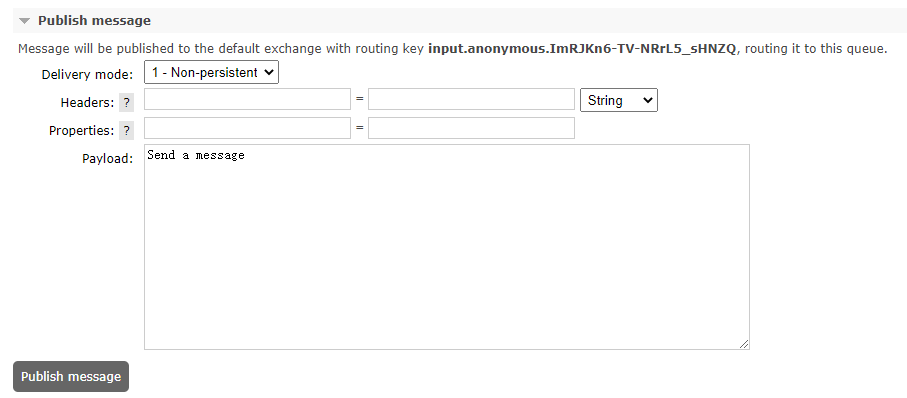 Publish message
Message will be published to the default exchange with routing key input.anonymous.ImRJKn6-TV-NRrL5_sHNZQ, routing it to this queue.
Delivery mode: 1 - Non-persistent
Headers: ? = String
Properties: ? =
Payload: Send a message
Publish message